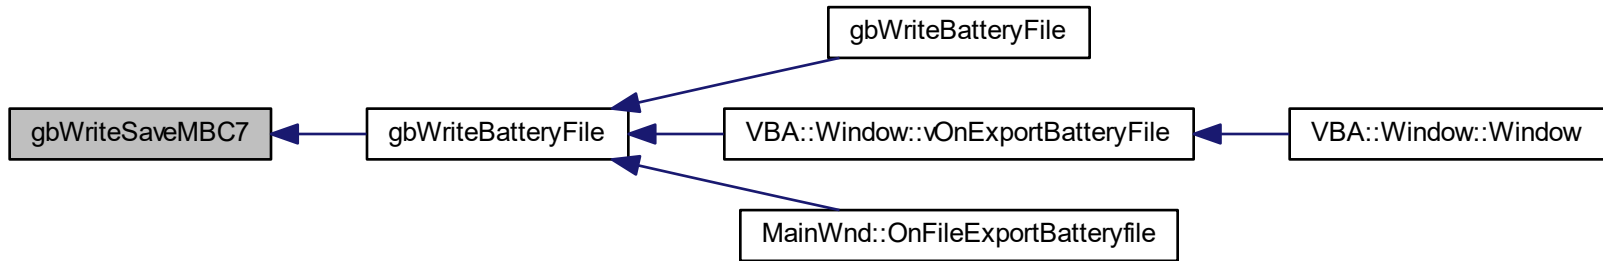 gbWriteBatteryFile
gbWriteSaveMBC7
gbWriteBatteryFile
VBA::Window::vOnExportBatteryFile
VBA::Window::Window
MainWnd::OnFileExportBatteryfile